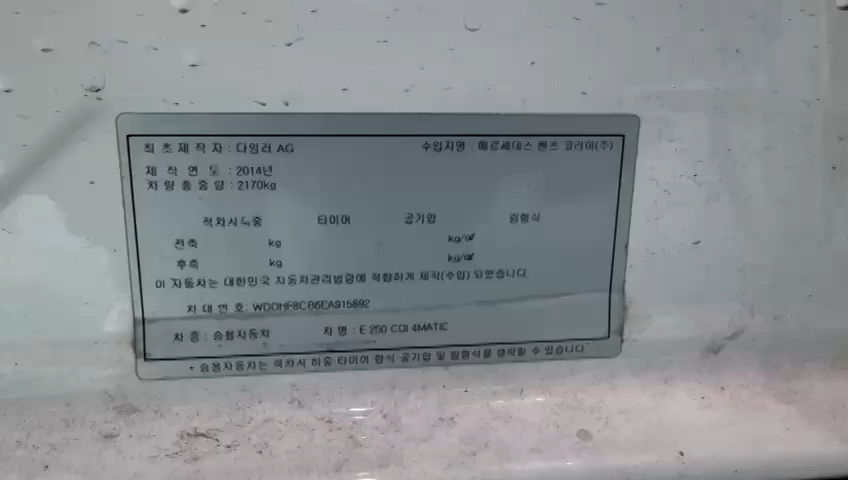 최초제작자 : 다임러 AG 수입자명 : 메르세데스 벤츠 코리아(주)
제작연도 : 2014년
차량총중량 : 2170kg
적차시하중 타이어 공기압 림형식
전축 kg kg/㎠
후축 kg kg/㎠
이 자동차는 대한민국 자동차관리법령에 적합하게 제작(수입) 되었습니다.
차대번호: WDDHF8CB6EA915892
차종 : 승용자동차 차명 : E 250 CDI 4MATIC
* 승용자동차는 적차시 하중·타이어 형식·공기압 및 림형식을 생략할 수 있습니다